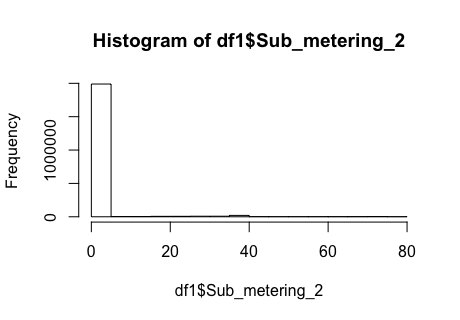 Histogram of df1$Sub_metering_2
Frequency
1000000
0
0 20 40 60 80
df1$Sub_metering_2